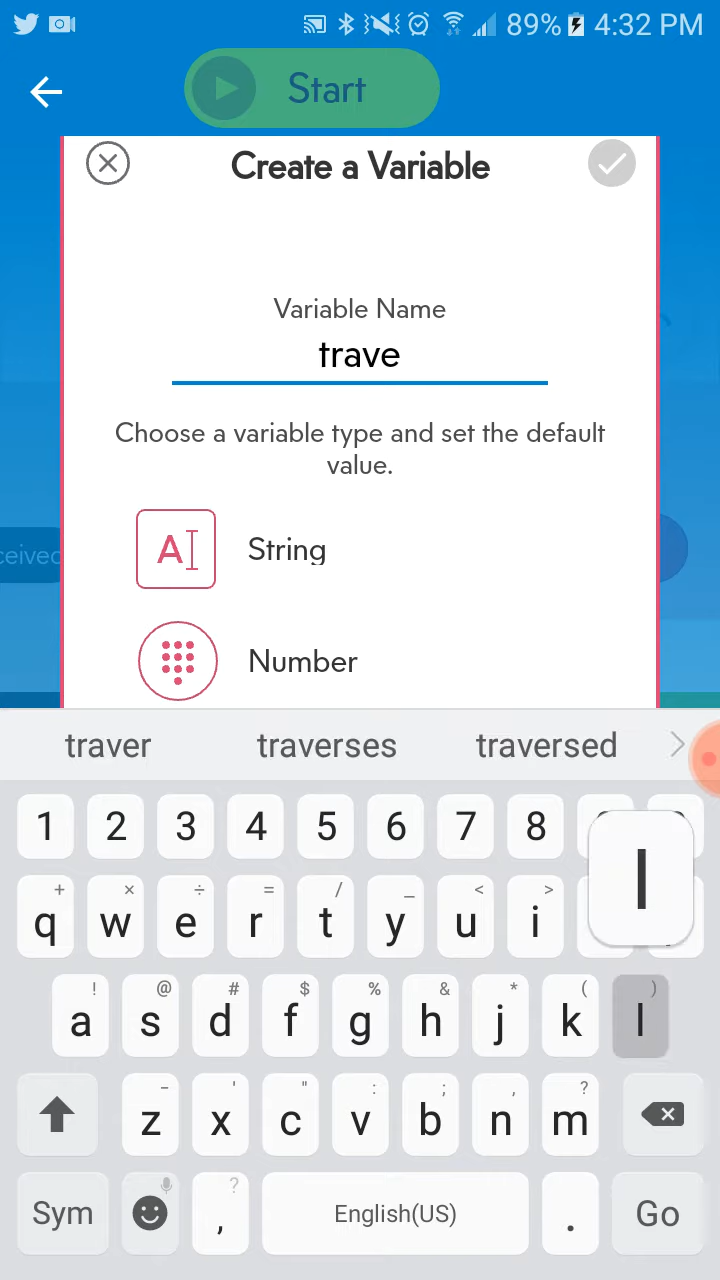 89% 4:32 PM
Start
Create a Variable
Variable Name
trave
Choose a variable type and set the default
value.
A String
Number
traver traverses traversed
1 2 3 4 5 6 7 8
+ × ÷ = / _ < >
q w e r t y u i l
! @ # $ % & * ( )
a s d f g h j k l
- ' " : ; , ?
z x c v b n m
?
Sym , English(US) . Go